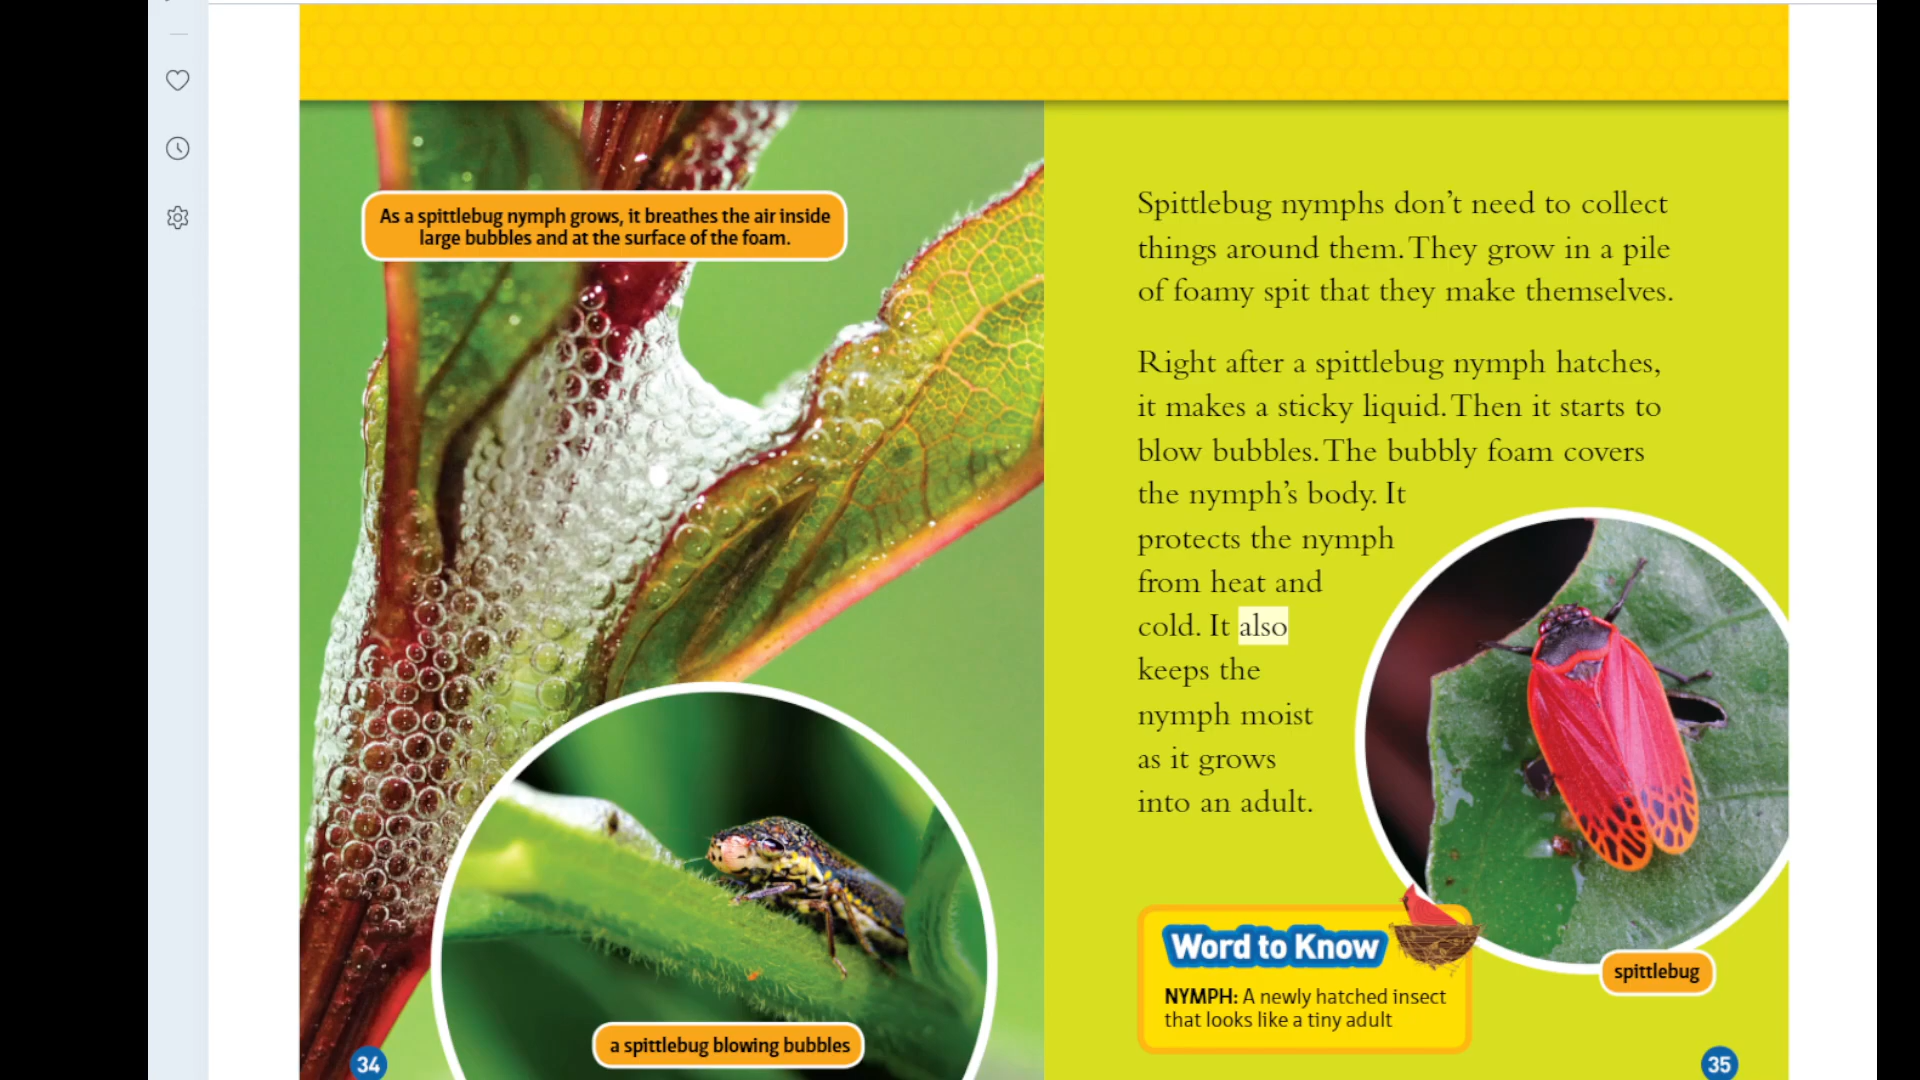 As a spittlebug nymph grows, it breathes the air inside
large bubbles and at the surface of the foam.
a spittlebug blowing bubbles
34
Spittlebug nymphs don’t need to collect
things around them. They grow in a pile
of foamy spit that they make themselves.
Right after a spittlebug nymph hatches,
it makes a sticky liquid. Then it starts to
blow bubbles. The bubbly foam covers
the nymph’s body. It
protects the nymph
from heat and
cold. It also
keeps the
nymph moist
as it grows
into an adult.
spittlebug
Word to Know
NYMPH: A newly hatched insect
that looks like a tiny adult
35